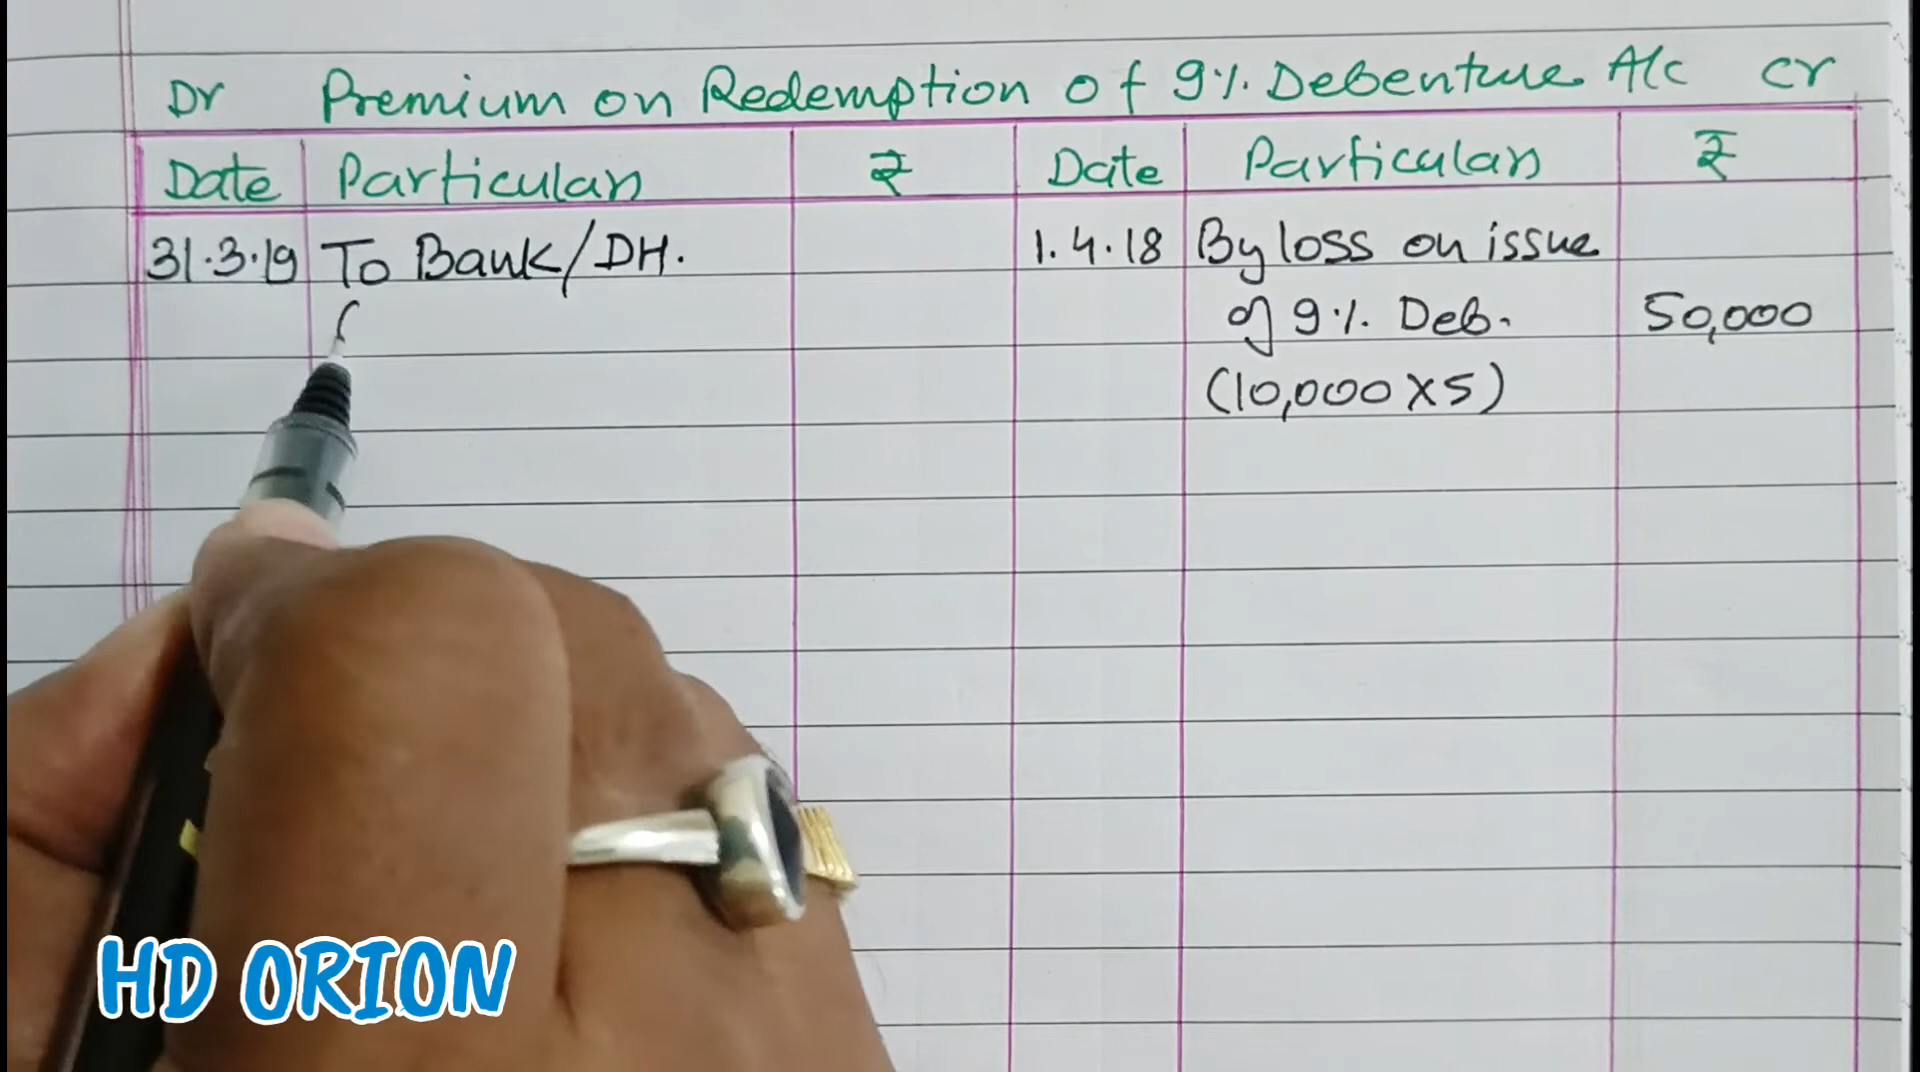 Dr Premium on Redemption of 9% Debenture A/c Cr
Date Particulars ₹ Date Particulars ₹
31.3.19 To Bank/DH. 1.4.18 By loss on issue
of 9% Deb. 50,000
(10,000 X 5)
HD ORION